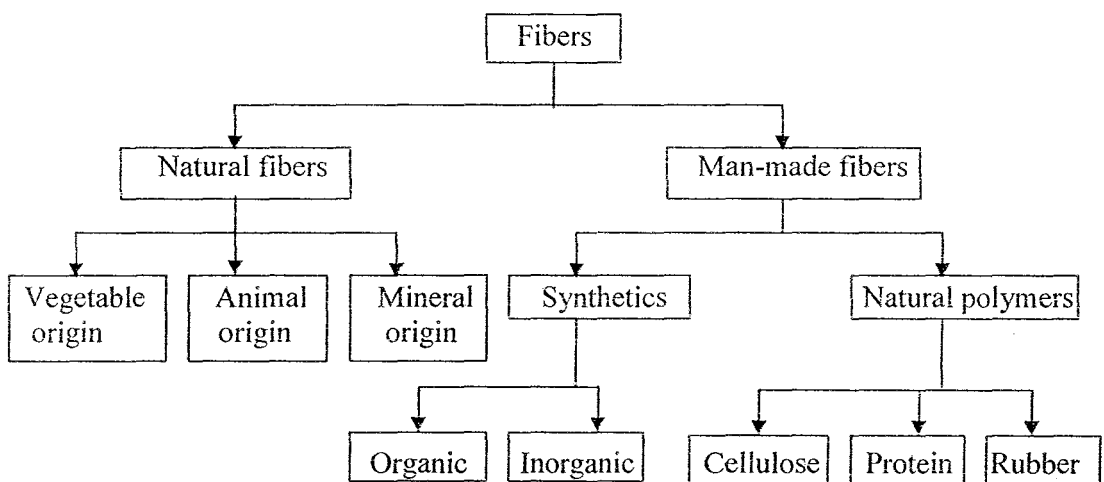 Fibers
Natural fibers
Man-made fibers
Vegetable
origin
Animal
origin
Mineral
origin
Synthetics
Natural polymers
Organic
Inorganic
Cellulose
Protein
Rubber